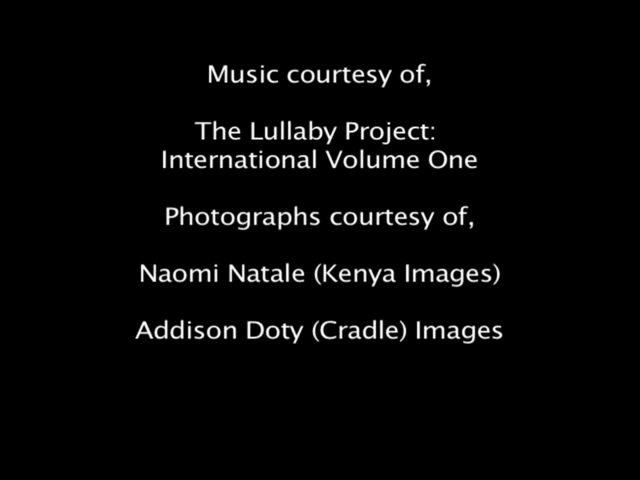 Music courtesy of,
The Lullaby Project:
International Volume One
Photographs courtesy of,
Naomi Natale (Kenya Images)
Addison Doty (Cradle) Images